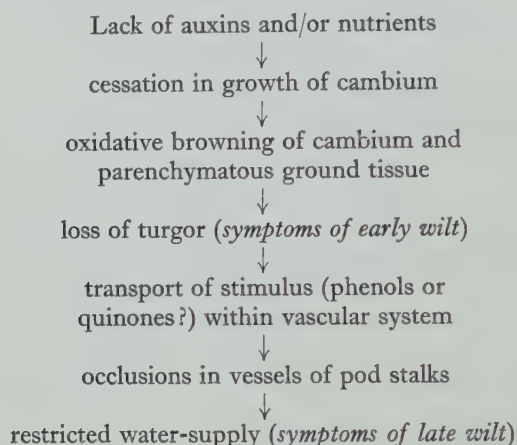 Lack of auxins and/or nutrients
↓
cessation in growth of cambium
↓
oxidative browning of cambium and
parenchymatous ground tissue
↓
loss of turgor (symptoms of early wilt)
↓
transport of stimulus (phenols or
quinones?) within vascular system
↓
occlusions in vessels of pod stalks
↓
restricted water-supply (symptoms of late wilt)